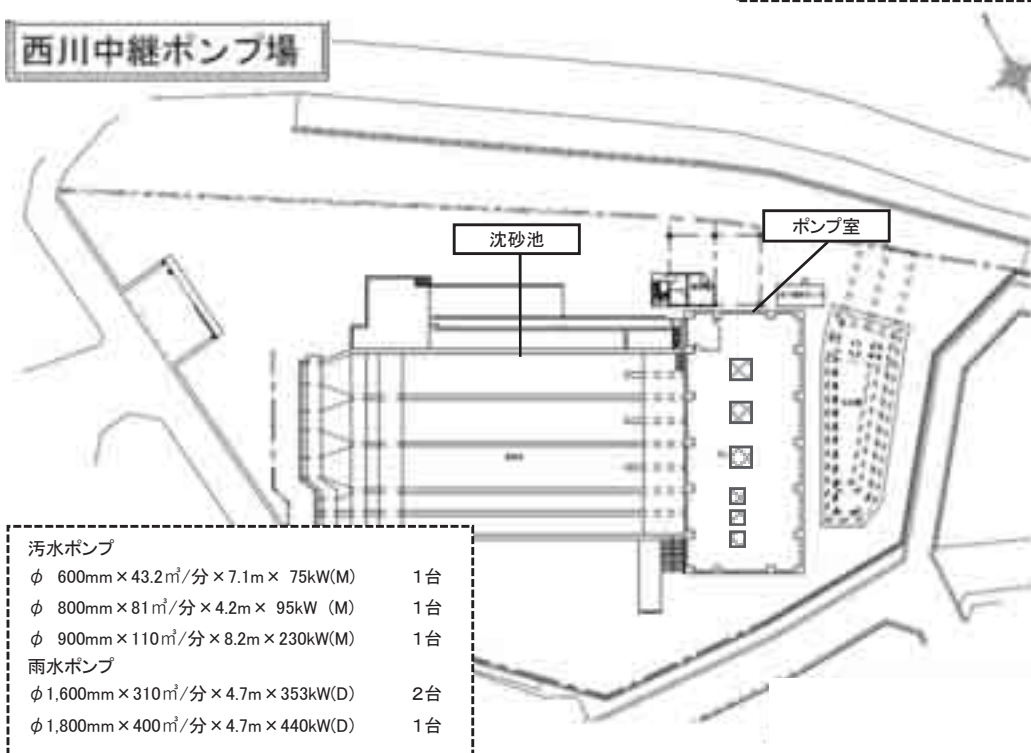 西川中継ポンプ場
沈砂池
ポンプ室
汚水ポンプ
φ 600mm×43.2㎥/分×7.1m× 75kW(M) 1台
φ 800mm×81㎥/分×4.2m× 95kW (M) 1台
φ 900mm×110㎥/分×8.2m×230kW(M) 1台
雨水ポンプ
φ1,600mm×310㎥/分×4.7m×353kW(D) 2台
φ1,800mm×400㎥/分×4.7m×440kW(D) 1台